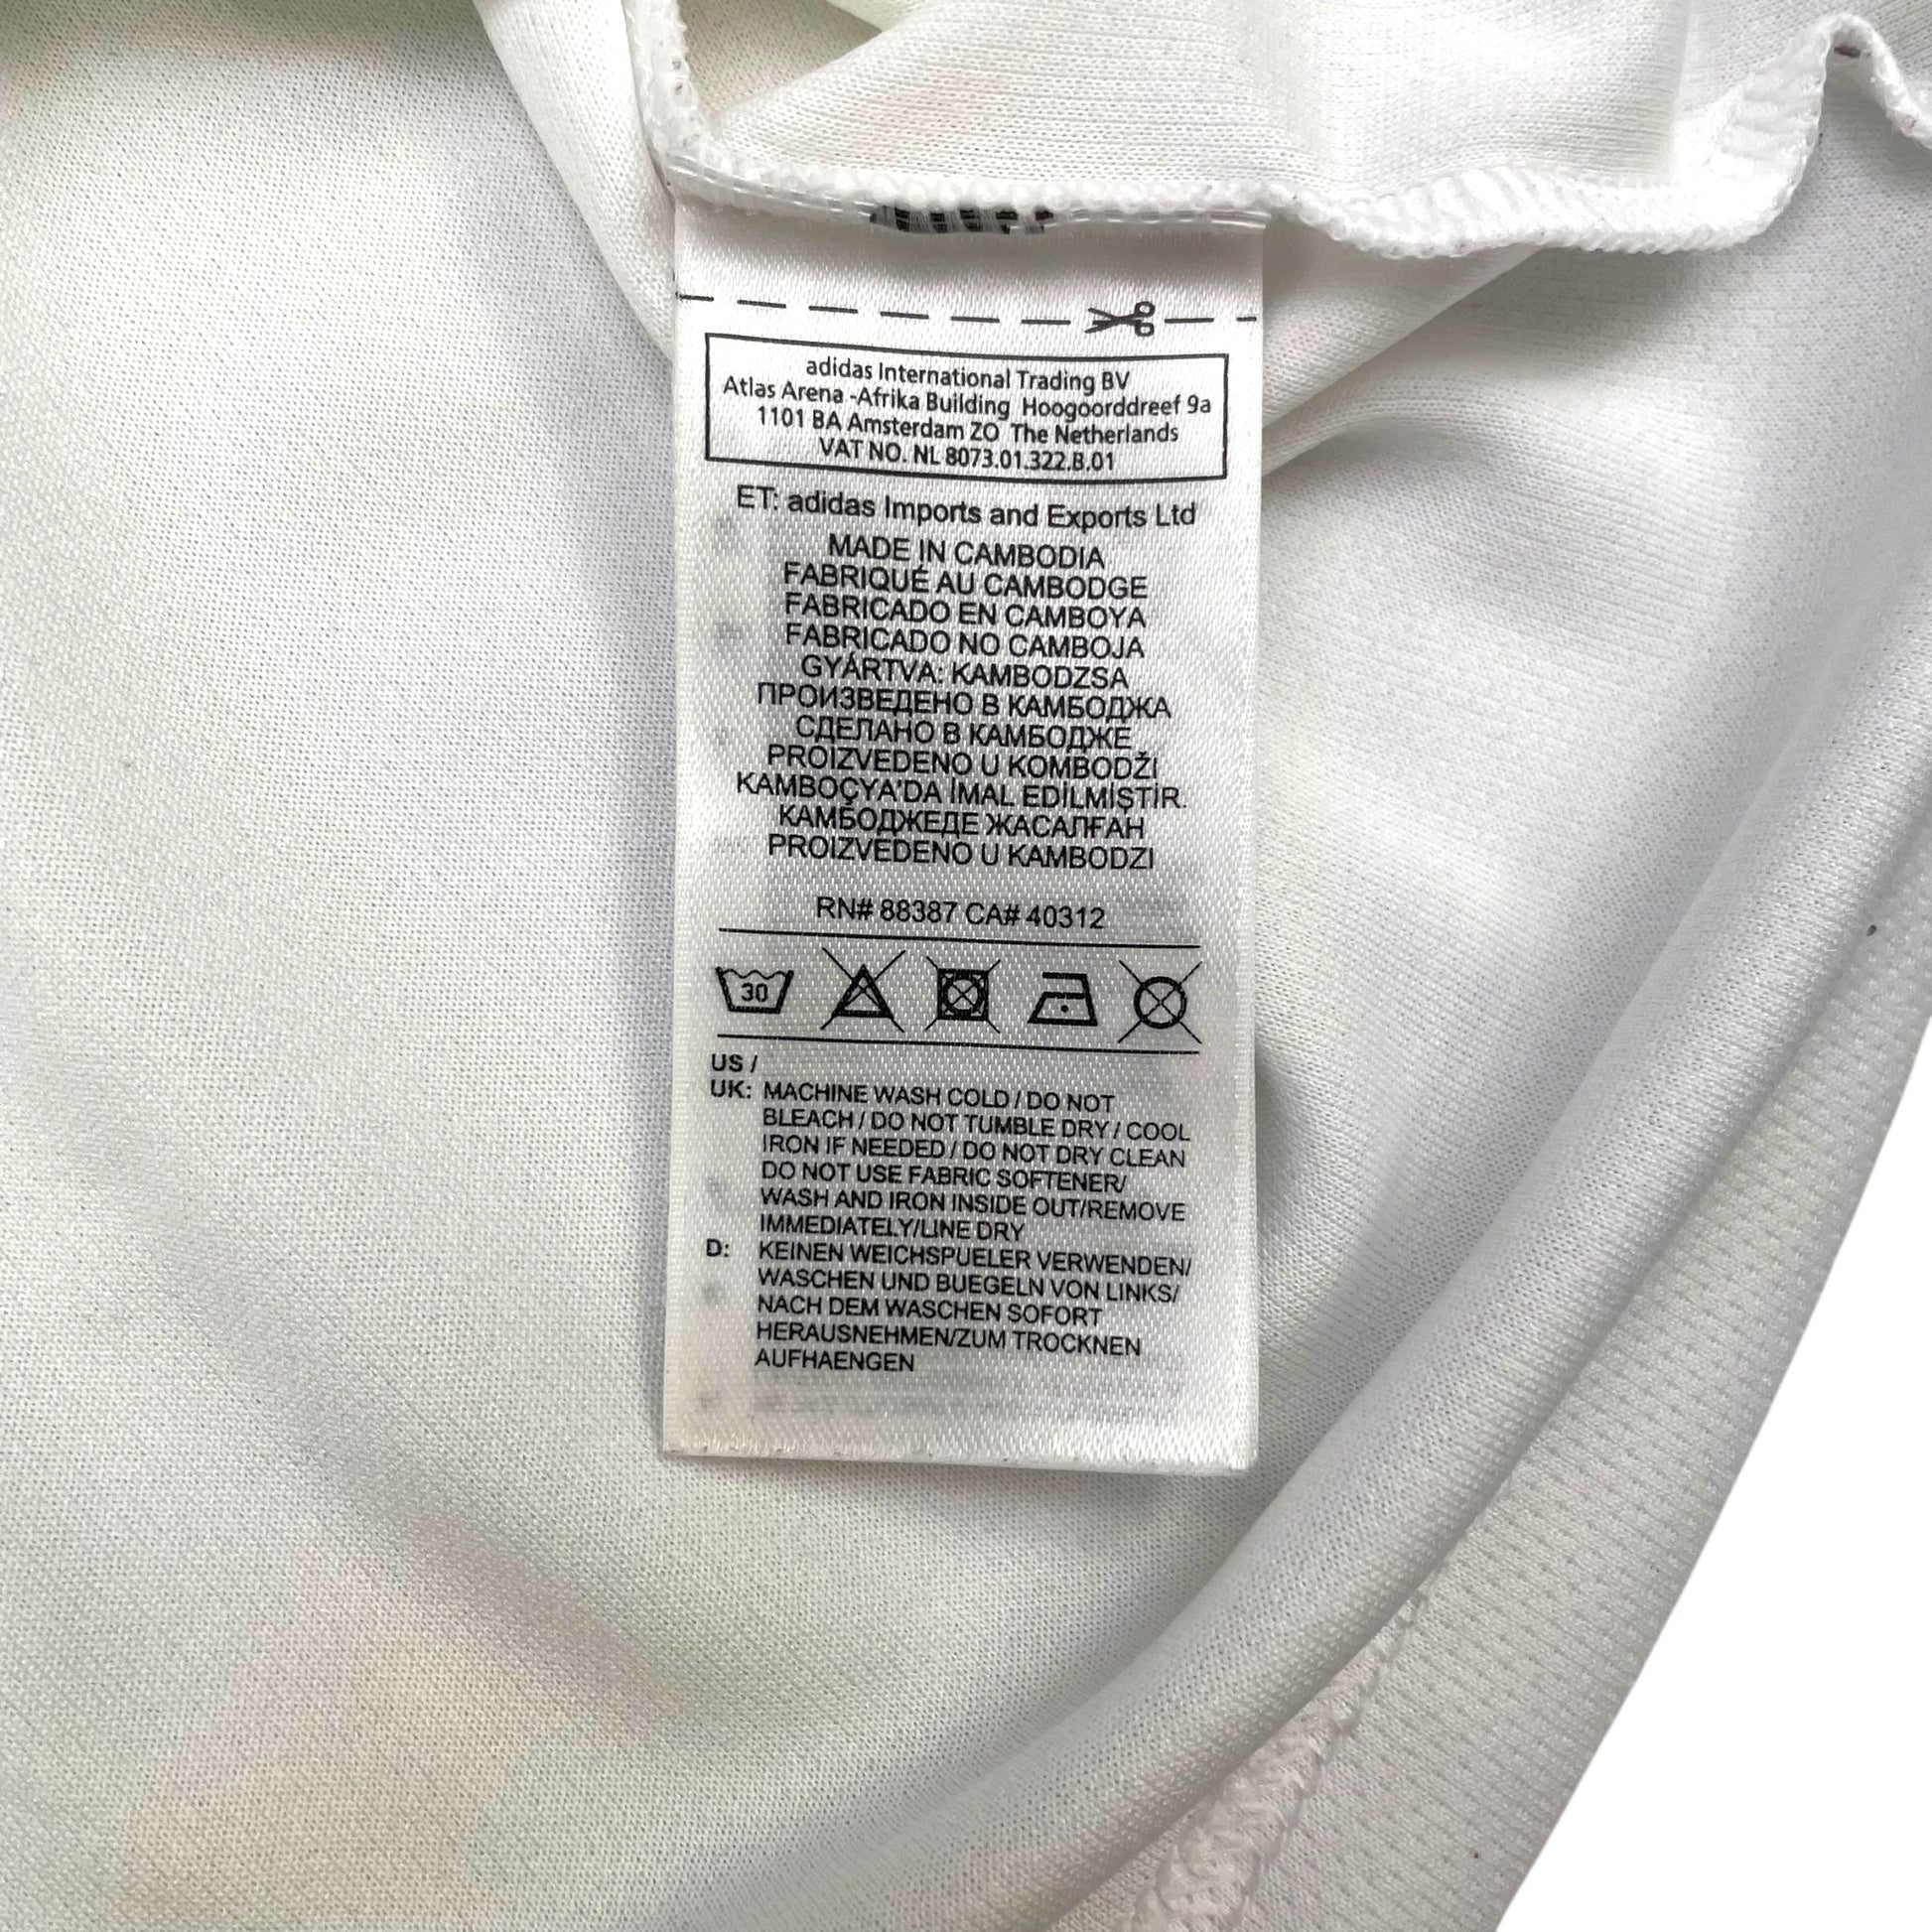 adidas International Trading BV
Atlas Arena -Afrika Building Hoogoorddreef 9a
1101 BA Amsterdam ZO The Netherlands
VAT NO. NL 8073.01.322.B.01
ET: adidas Imports and Exports Ltd
MADE IN CAMBODIA
FABRIQUÉ AU CAMBODGE
FABRICADO EN CAMBOYA
FABRICADO NO CAMBOJA
GYÁRTVA: KAMBODZSA
ПРОИЗВЕДЕНО В КАМБОДЖА
СДЕЛАНО В КАМБОДЖЕ
PROIZVEDENO U KOMBODŽI
KAMBOÇYA'DA İMAL EDİLMİŞTİR.
КАМБОДЖЕДЕ ЖАСАЛҒАН
PROIZVEDENO U KAMBODZI
RN# 88387 CA# 40312
30
US /
UK: MACHINE WASH COLD / DO NOT
BLEACH / DO NOT TUMBLE DRY / COOL
IRON IF NEEDED / DO NOT DRY CLEAN
DO NOT USE FABRIC SOFTENER/
WASH AND IRON INSIDE OUT/REMOVE
IMMEDIATELY/LINE DRY
D: KEINEN WEICHSPUELER VERWENDEN/
WASCHEN UND BUEGELN VON LINKS/
NACH DEM WASCHEN SOFORT
HERAUSNEHMEN/ZUM TROCKNEN
AUFHAENGEN